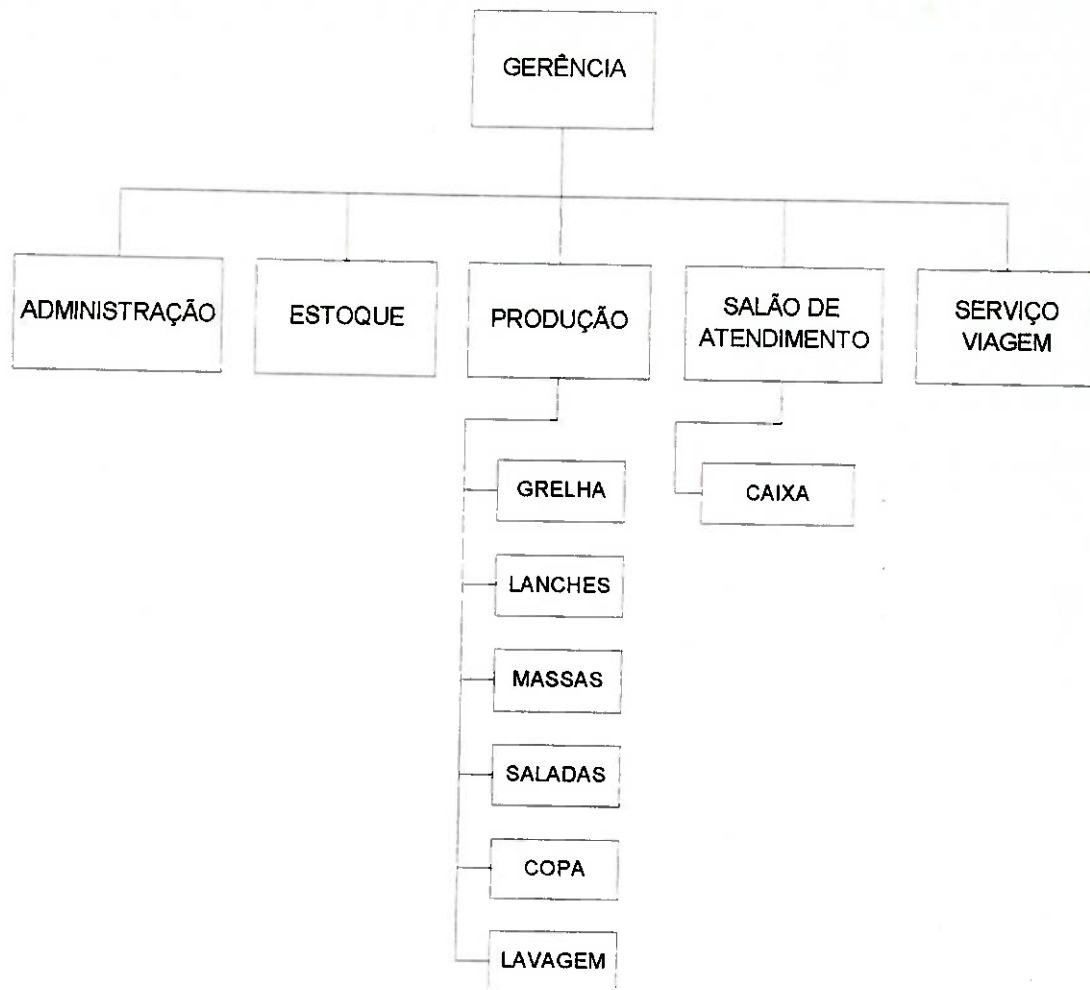 GERÊNCIA
ADMINISTRAÇÃO
ESTOQUE
PRODUÇÃO
SALÃO DE
ATENDIMENTO
SERVIÇO
VIAGEM
GRELHA
LANCHES
MASSAS
SALADAS
COPA
LAVAGEM
CAIXA